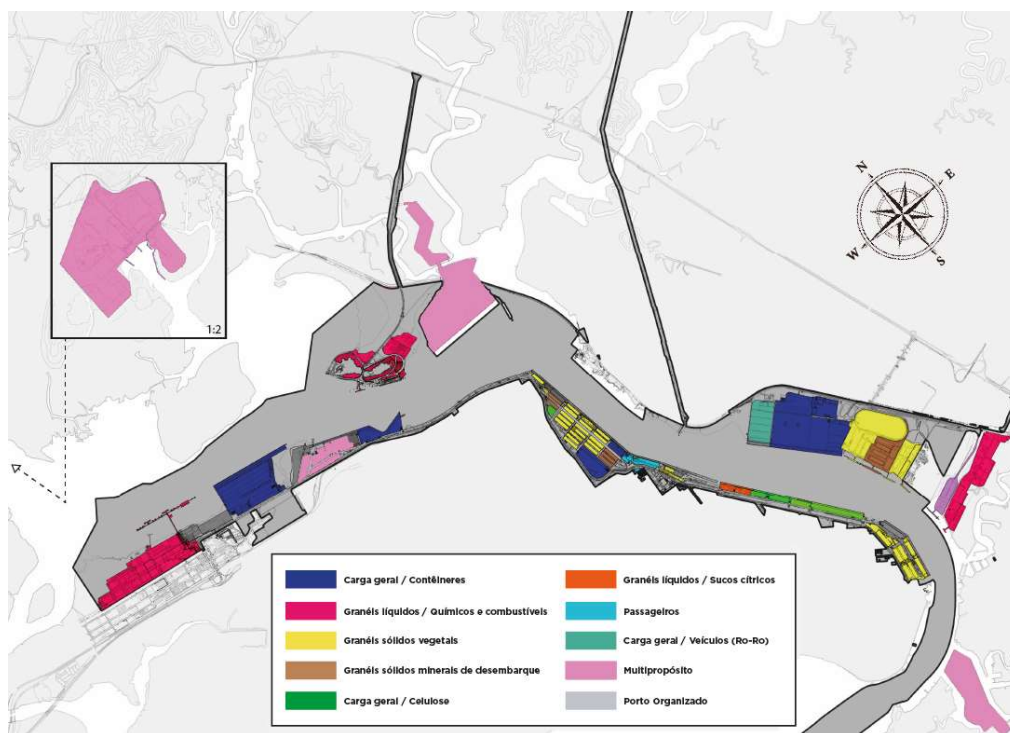 N
E
W
S
1:2
Carga geral / Contêineres
Granéis líquidos / Químicos e combustíveis
Granéis sólidos vegetais
Granéis sólidos minerais de desembarque
Carga geral / Celulose
Granéis líquidos / Sucos cítricos
Passageiros
Carga geral / Veículos (Ro-Ro)
Multipropósito
Porto Organizado